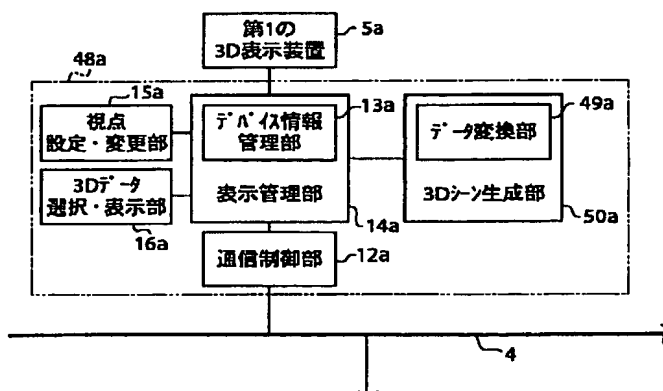 第1の
3D表示装置
5a
48a
15a
視点
設定・変更部
3Dデータ
選択・表示部
16a
デバイス情報
管理部
13a
表示管理部
14a
通信制御部
12a
データ変換部
49a
3Dシーン生成部
50a
4